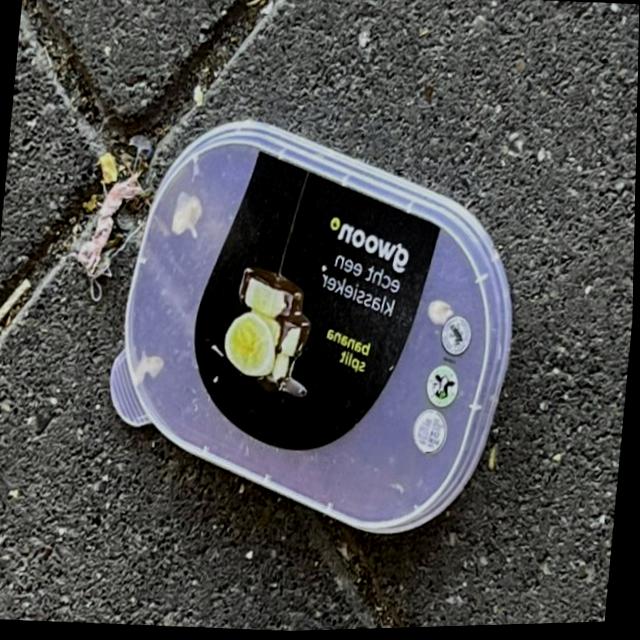 g'woon
echt een
klassieker
banana
split